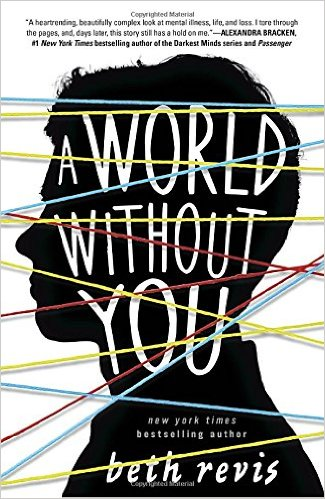 "A heartrending, beautifully complex look at mental illness, life, and loss. I tore through
the pages, and, days later, this story still has a hold on me."—ALEXANDRA BRACKEN,
#1 New York Times bestselling author of the Darkest Minds series and Passenger
A WORLD
WITHOUT
YOU
new york times
bestselling author
beth revis